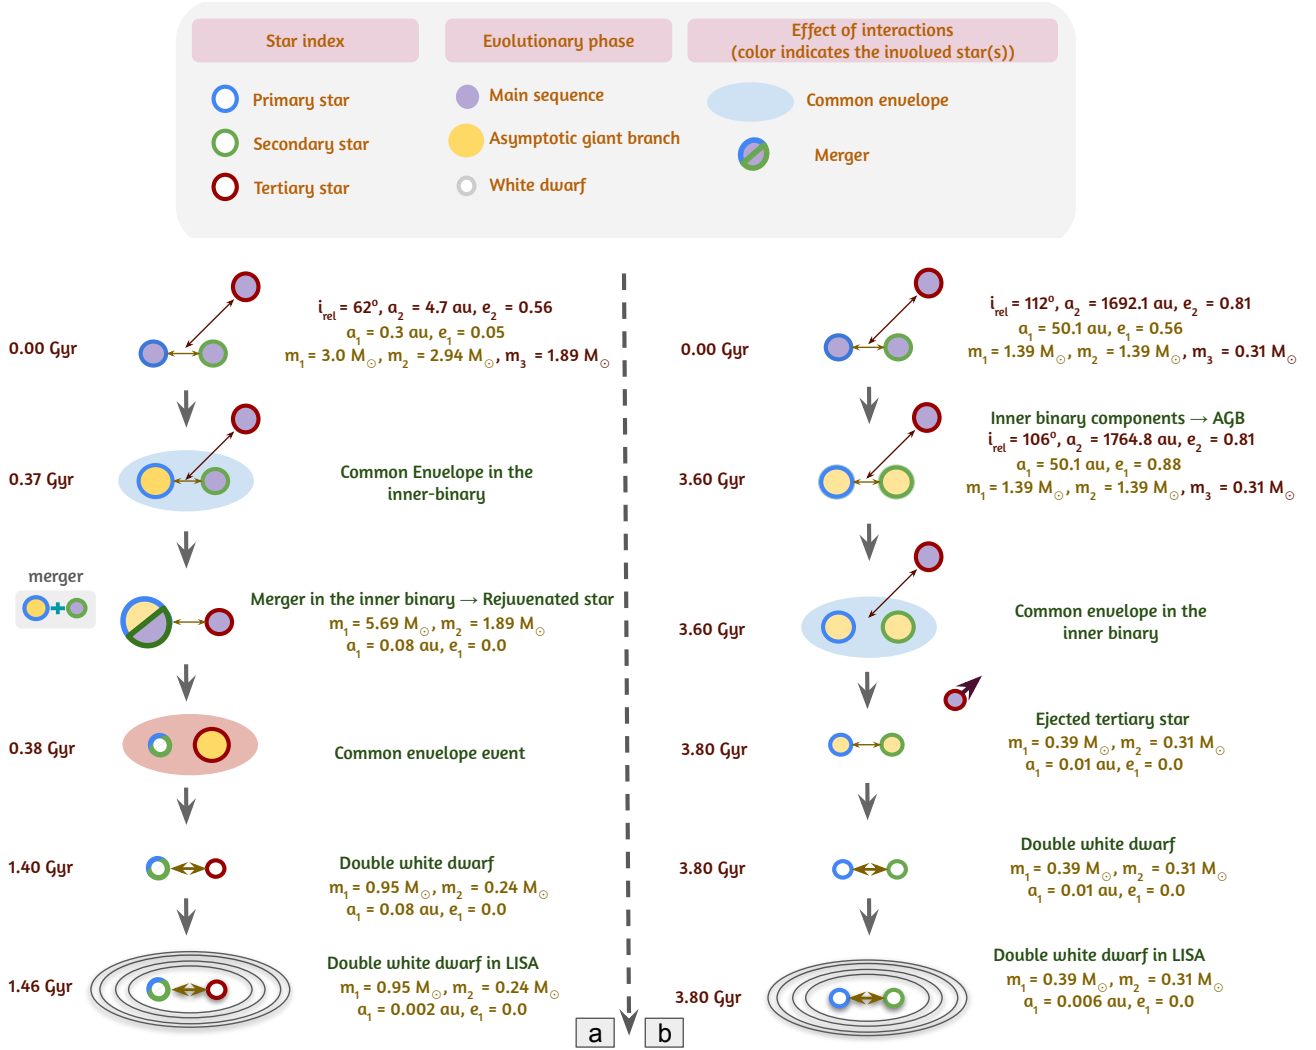 Star index
Evolutionary phase
Effect of interactions
(color indicates the involved star(s))
Primary star
Main sequence
Common envelope
Secondary star
Asymptotic giant branch
Merger
Tertiary star
White dwarf
0.00 Gyr
i_rel = 62°, a_2 = 4.7 au, e_2 = 0.56
a_1 = 0.3 au, e_1 = 0.05
m_1 = 3.0 M_☉, m_2 = 2.94 M_☉, m_3 = 1.89 M_☉
0.37 Gyr
Common Envelope in the
inner-binary
merger
Merger in the inner binary → Rejuvenated star
m_1 = 5.69 M_☉, m_2 = 1.89 M_☉
a_1 = 0.08 au, e_1 = 0.0
0.38 Gyr
Common envelope event
1.40 Gyr
Double white dwarf
m_1 = 0.95 M_☉, m_2 = 0.24 M_☉
a_1 = 0.08 au, e_1 = 0.0
1.46 Gyr
Double white dwarf in LISA
m_1 = 0.95 M_☉, m_2 = 0.24 M_☉
a_1 = 0.002 au, e_1 = 0.0
a
0.00 Gyr
i_rel = 112°, a_2 = 1692.1 au, e_2 = 0.81
a_1 = 50.1 au, e_1 = 0.56
m_1 = 1.39 M_☉, m_2 = 1.39 M_☉, m_3 = 0.31 M_☉
3.60 Gyr
Inner binary components → AGB
i_rel = 106°, a_2 = 1764.8 au, e_2 = 0.81
a_1 = 50.1 au, e_1 = 0.88
m_1 = 1.39 M_☉, m_2 = 1.39 M_☉, m_3 = 0.31 M_☉
3.60 Gyr
Common envelope in the
inner binary
3.80 Gyr
Ejected tertiary star
m_1 = 0.39 M_☉, m_2 = 0.31 M_☉
a_1 = 0.01 au, e_1 = 0.0
3.80 Gyr
Double white dwarf
m_1 = 0.39 M_☉, m_2 = 0.31 M_☉
a_1 = 0.01 au, e_1 = 0.0
3.80 Gyr
Double white dwarf in LISA
m_1 = 0.39 M_☉, m_2 = 0.31 M_☉
a_1 = 0.006 au, e_1 = 0.0
b